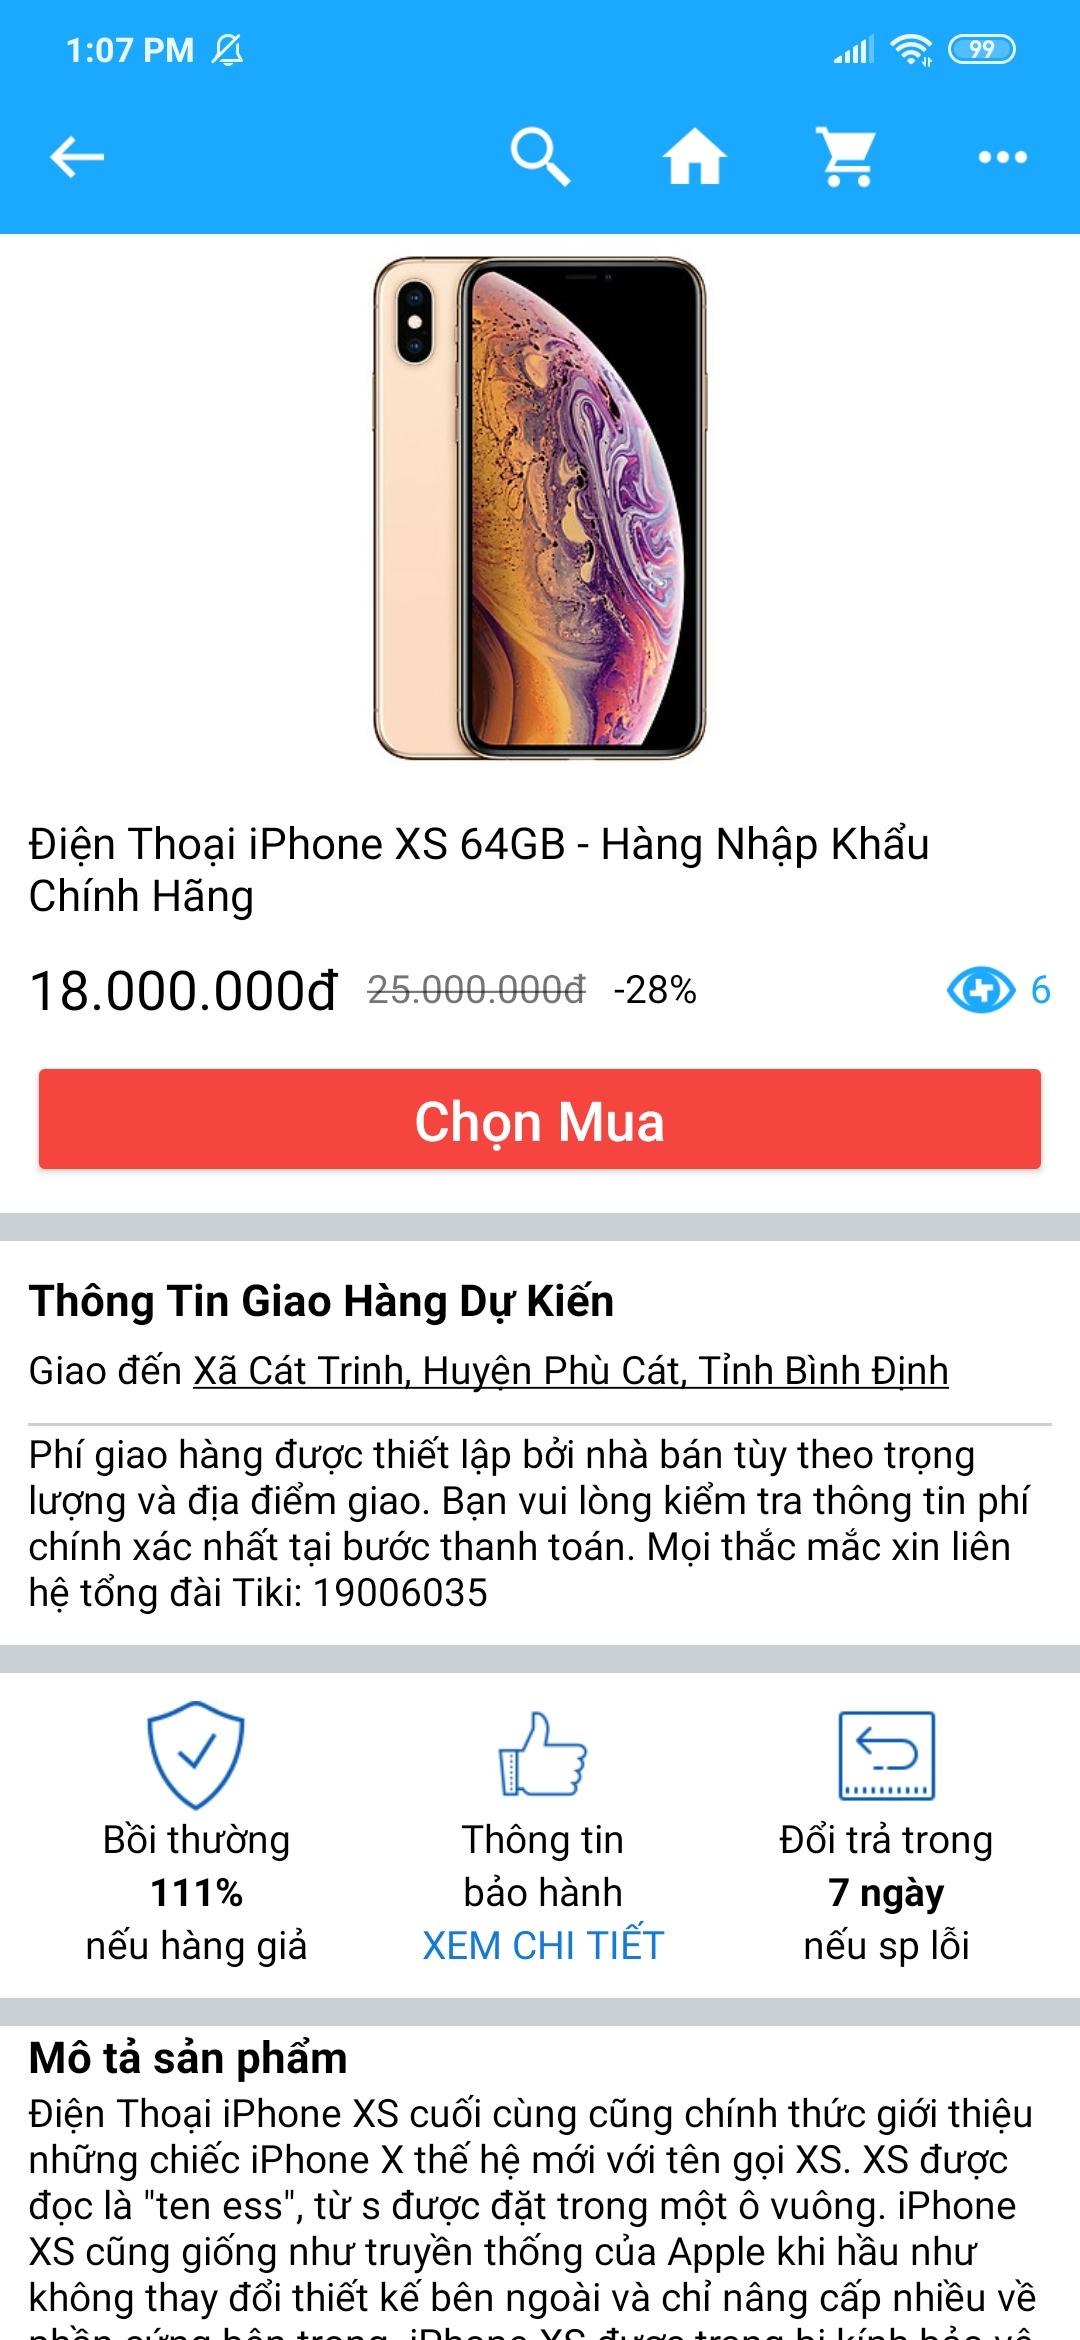 1:07 PM
99
Điện Thoại iPhone XS 64GB - Hàng Nhập Khẩu
Chính Hãng
18.000.000đ 25.000.000đ -28% 6
Chọn Mua
Thông Tin Giao Hàng Dự Kiến
Giao đến Xã Cát Trinh, Huyện Phù Cát, Tỉnh Bình Định
Phí giao hàng được thiết lập bởi nhà bán tùy theo trọng
lượng và địa điểm giao. Bạn vui lòng kiểm tra thông tin phí
chính xác nhất tại bước thanh toán. Mọi thắc mắc xin liên
hệ tổng đài Tiki: 19006035
Bồi thường
111%
nếu hàng giả
Thông tin
bảo hành
XEM CHI TIẾT
Đổi trả trong
7 ngày
nếu sp lỗi
Mô tả sản phẩm
Điện Thoại iPhone XS cuối cùng cũng chính thức giới thiệu
những chiếc iPhone X thế hệ mới với tên gọi XS. XS được
đọc là "ten ess", từ s được đặt trong một ô vuông. iPhone
XS cũng giống như truyền thống của Apple khi hầu như
không thay đổi thiết kế bên ngoài và chỉ nâng cấp nhiều về